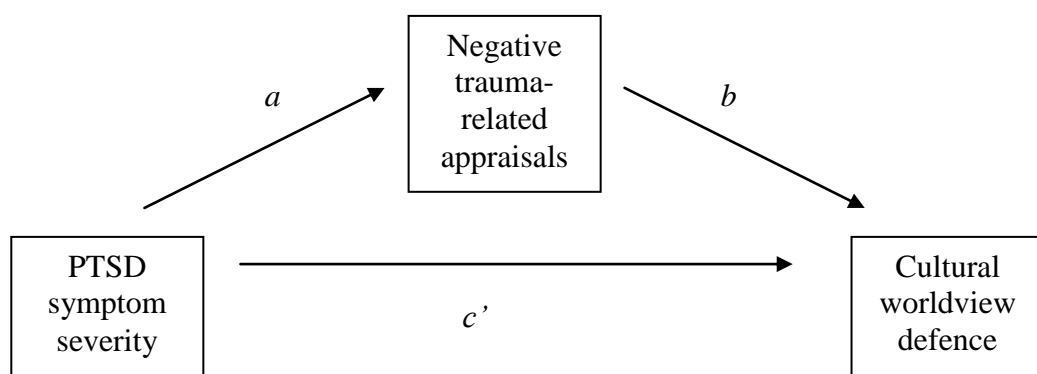 Negative
trauma-
related
appraisals
a
b
PTSD
symptom
severity
c’
Cultural
worldview
defence